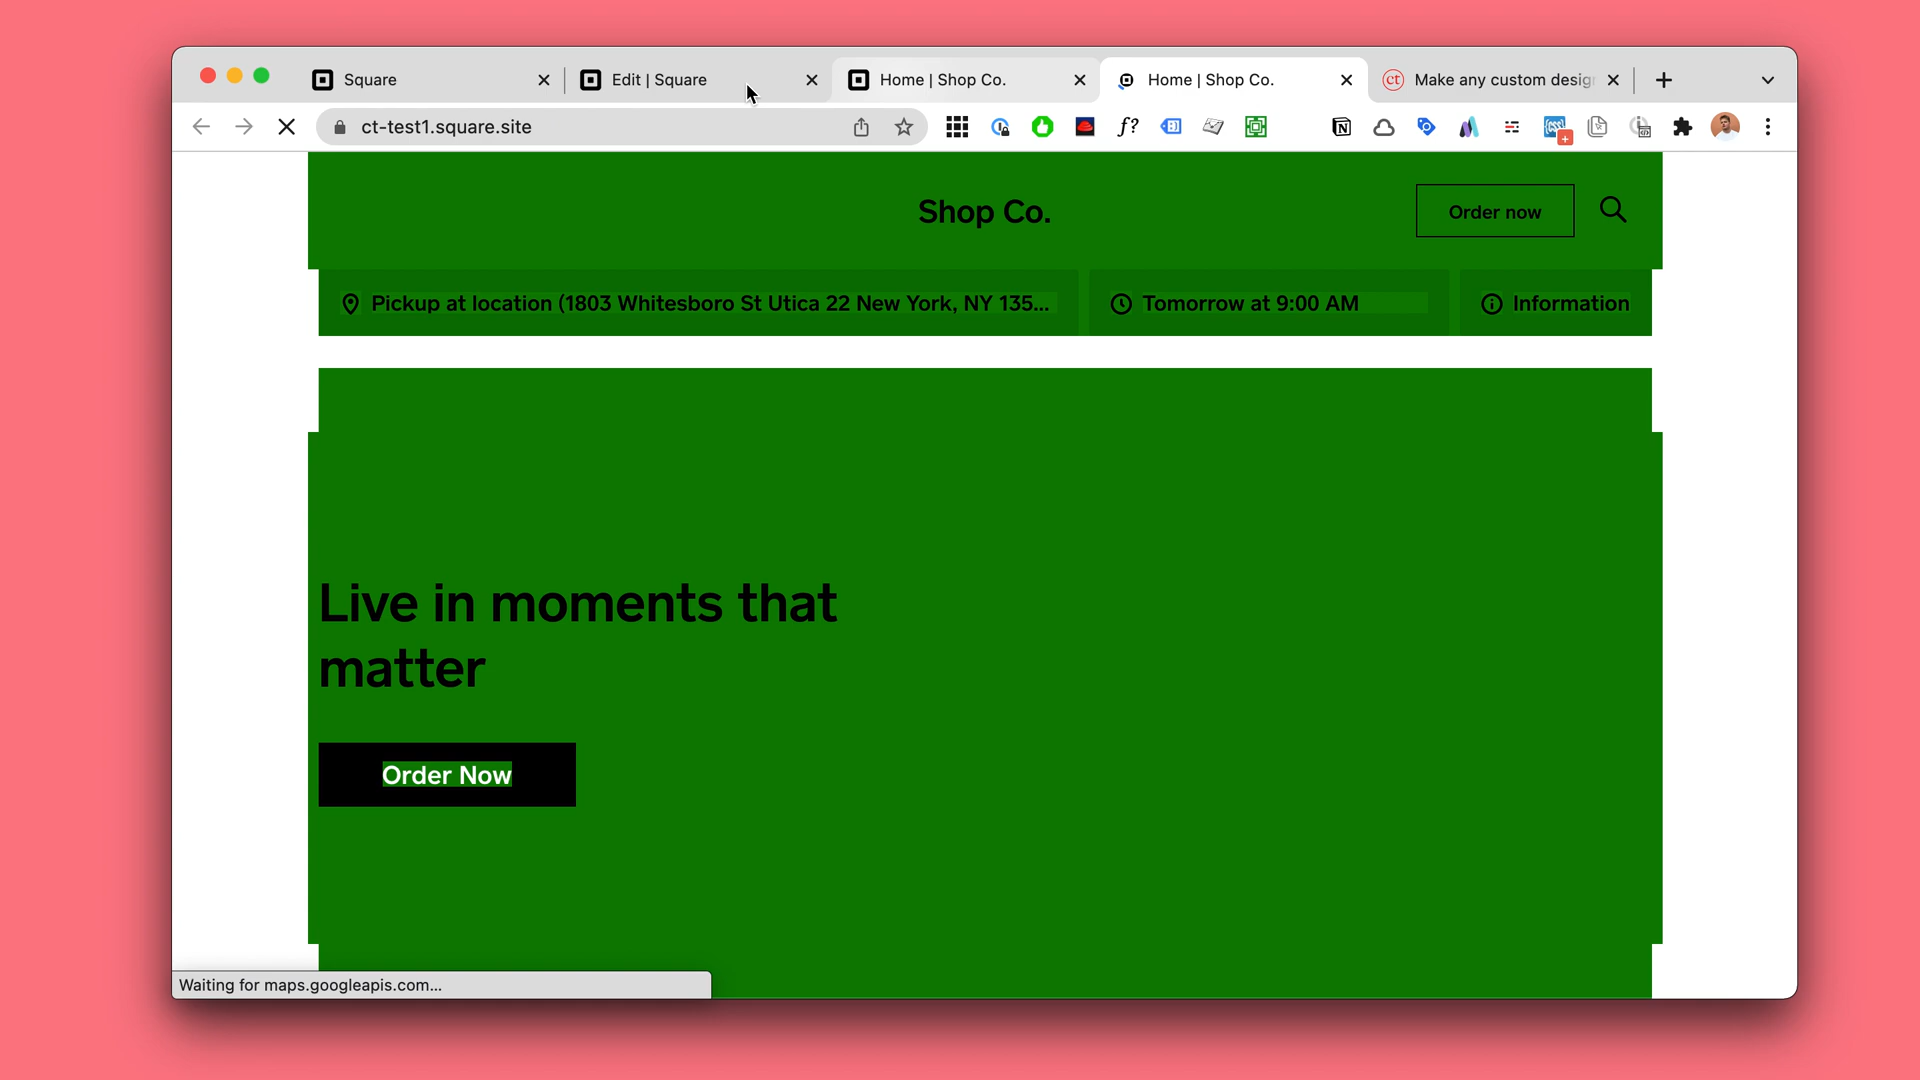 Square
Edit | Square
Home | Shop Co.
Home | Shop Co.
ct
Make any custom desig
ct-test1.square.site
f?
Shop Co.
Order now
Pickup at location (1803 Whitesboro St Utica 22 New York, NY 135...
Tomorrow at 9:00 AM
Information
Live in moments that
matter
Order Now
Waiting for maps.googleapis.com...